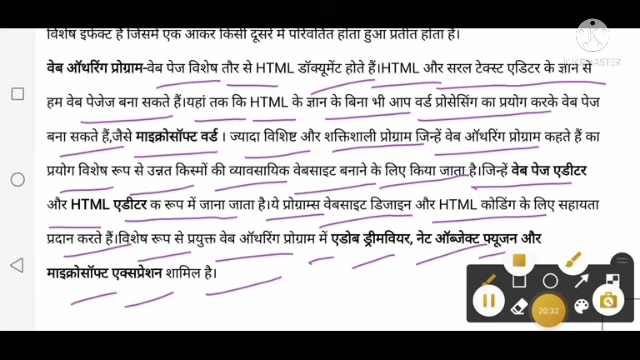 विशेष इफेक्ट है जिसमें एक आकर किसी दूसरे में परिवर्तित होता हुआ प्रतीत होता है।
वेब ऑथरिंग प्रोग्राम-वेब पेज विशेष तौर से HTML डॉक्यूमेंट होते हैं।HTML और सरल टेक्स्ट एडिटर के ज्ञान से
हम वेब पेजेज बना सकते हैं।यहां तक कि HTML के ज्ञान के बिना भी आप वर्ड प्रोसेसिंग का प्रयोग करके वेब पेज
बना सकते हैं,जैसे माइक्रोसॉफ्ट वर्ड । ज्यादा विशिष्ट और शक्तिशाली प्रोग्राम जिन्हें वेब ऑथरिंग प्रोग्राम कहते हैं का
प्रयोग विशेष रूप से उन्नत किस्मों की व्यावसायिक वेबसाइट बनाने के लिए किया जाता है।जिन्हें वेब पेज एडीटर
और HTML एडीटर क रूप में जाना जाता है।ये प्रोग्राम्स वेबसाइट डिजाइन और HTML कोडिंग के लिए सहायता
प्रदान करते हैं।विशेष रूप से प्रयुक्त वेब ऑथरिंग प्रोग्राम में एडोब ड्रीमवियर, नेट ऑब्जेक्ट फ्यूजन और
माइक्रोसॉफ्ट एक्सप्रेशन शामिल है।
20:32